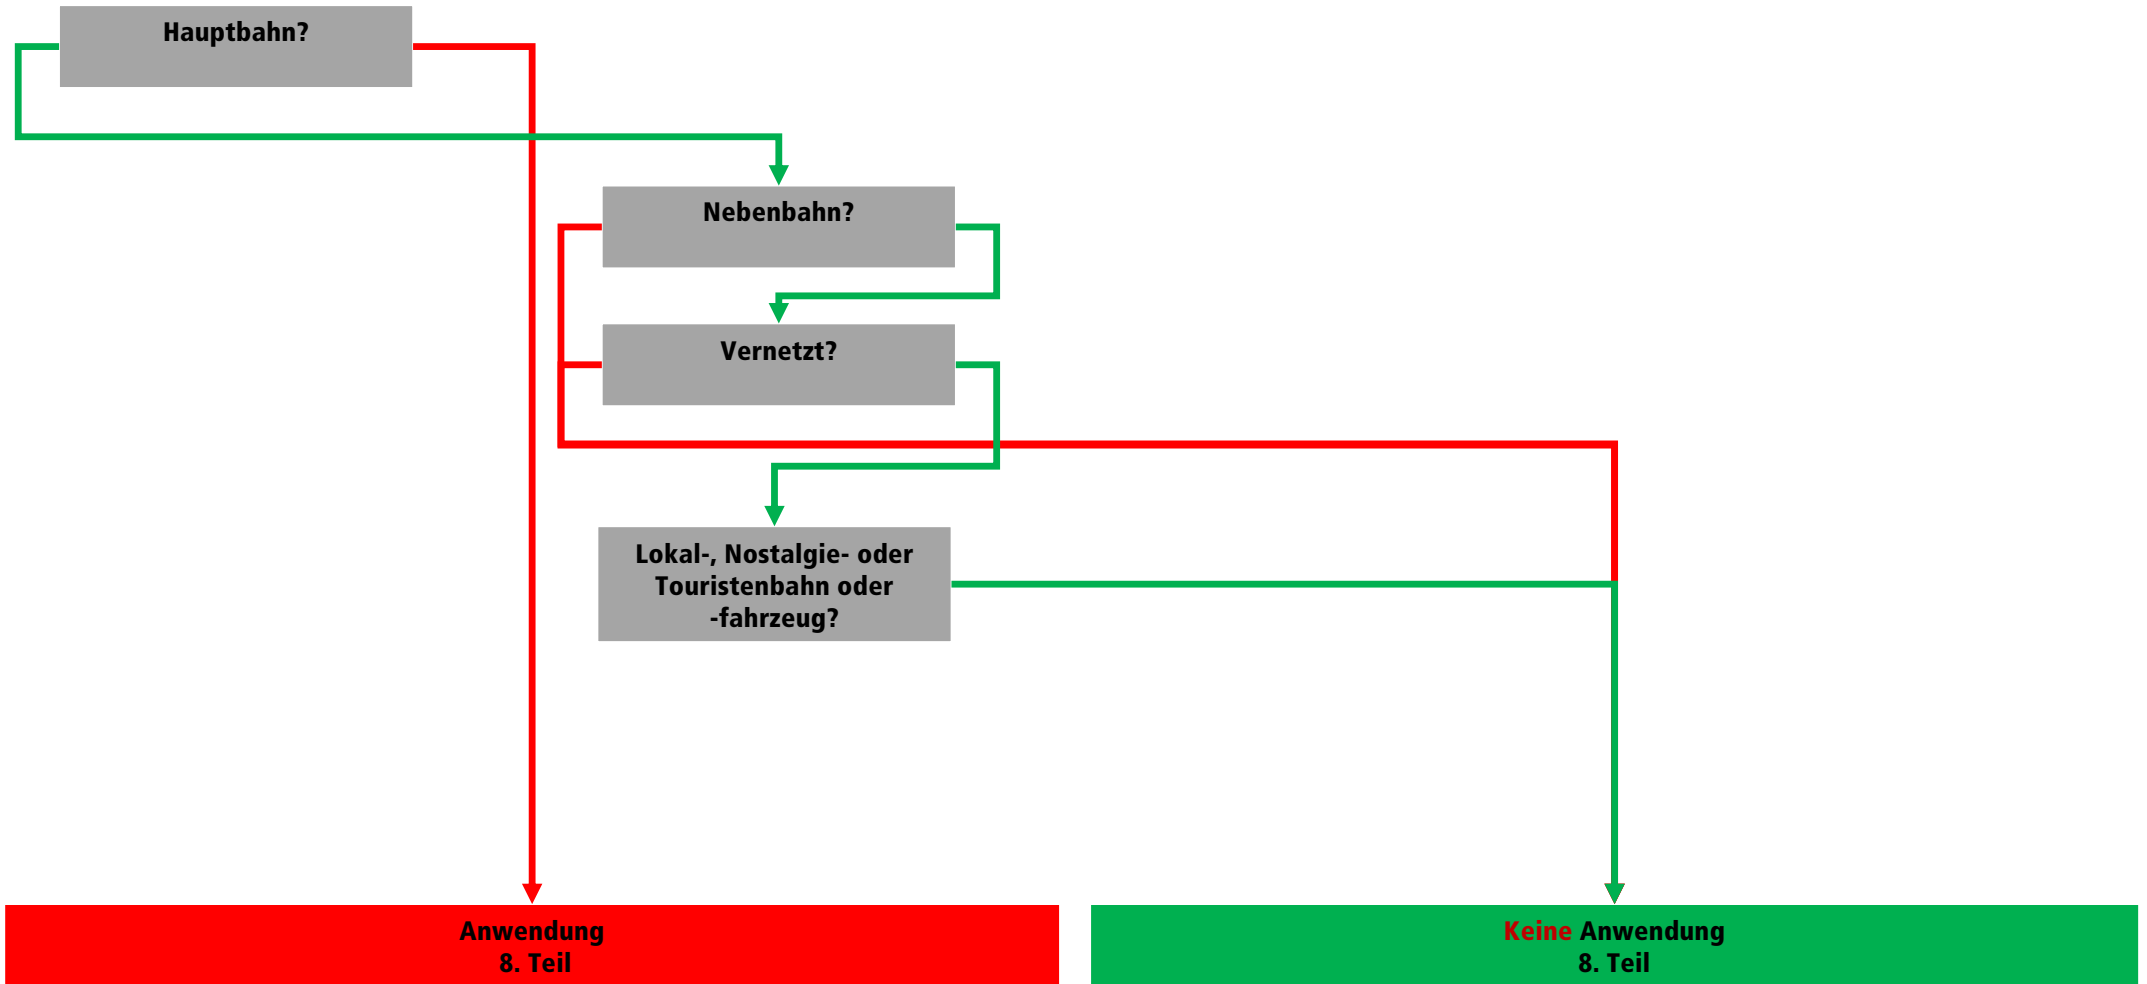 Hauptbahn?
Nebenbahn?
Vernetzt?
Lokal-, Nostalgie- oder
Touristenbahn oder
-fahrzeug?
Anwendung
8. Teil
Keine Anwendung
8. Teil